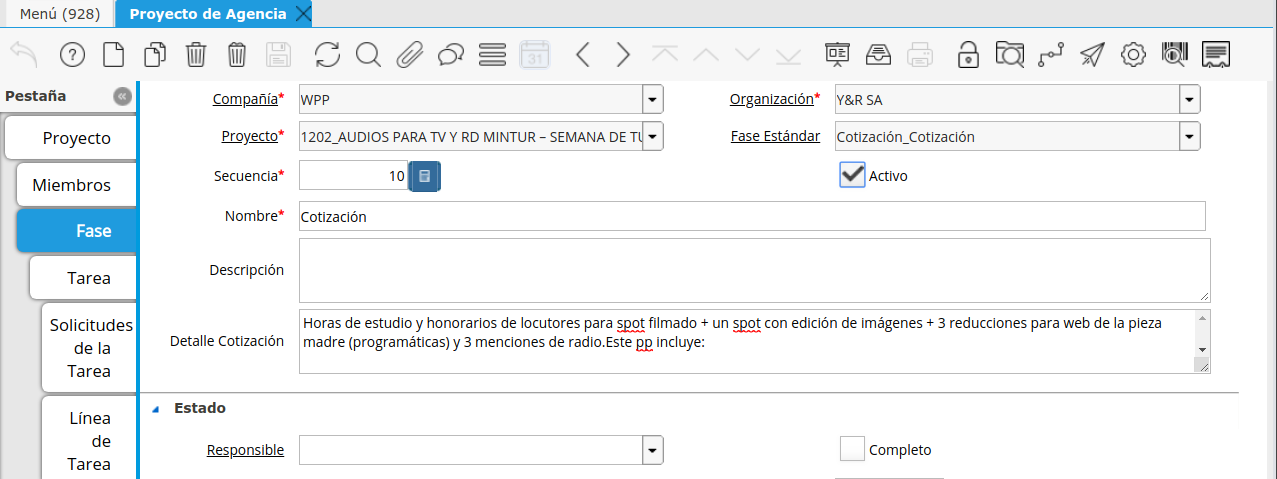 Menú (928) Proyecto de Agencia
31
Pestaña
Compañía* WPP Organización* Y&R SA
Proyecto
Proyecto* 1202_AUDIOS PARA TV Y RD MINTUR – SEMANA DE TU Fase Estándar Cotización_Cotización
Miembros
Secuencia* 10 Activo
Fase
Nombre* Cotización
Tarea
Descripción
Solicitudes
de la
Tarea
Detalle Cotización
Horas de estudio y honorarios de locutores para spot filmado + un spot con edición de imágenes + 3 reducciones para web de la pieza
madre (programáticas) y 3 menciones de radio.Este pp incluye:
Línea
de
Tarea
Estado
Responsible Completo